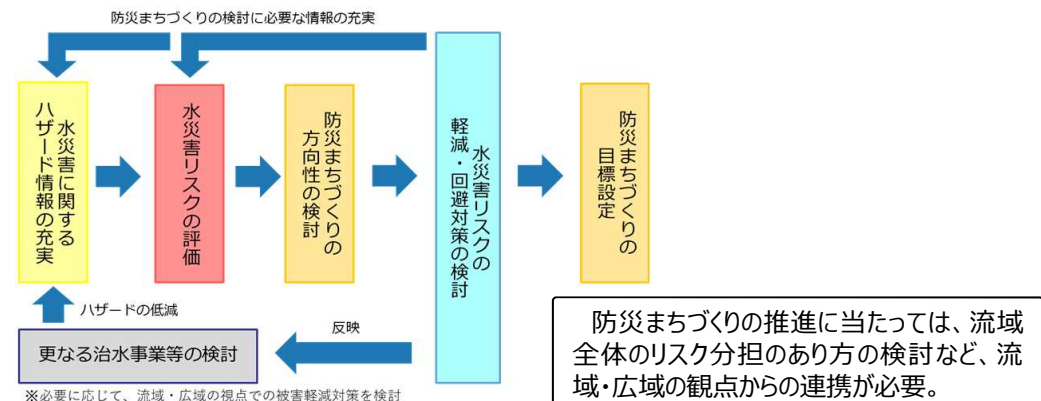 防災まちづくりの検討に必要な情報の充実
水災害に関する
ハザード情報の充実
水災害リスクの評価
防災まちづくりの
方向性の検討
水災害リスクの
軽減・回避対策の検討
防災まちづくりの
目標設定
ハザードの低減
更なる治水事業等の検討
反映
※必要に応じて、流域・広域の視点での被害軽減対策を検討
防災まちづくりの推進に当たっては、流域
全体のリスク分担のあり方の検討など、流
域・広域の観点からの連携が必要。